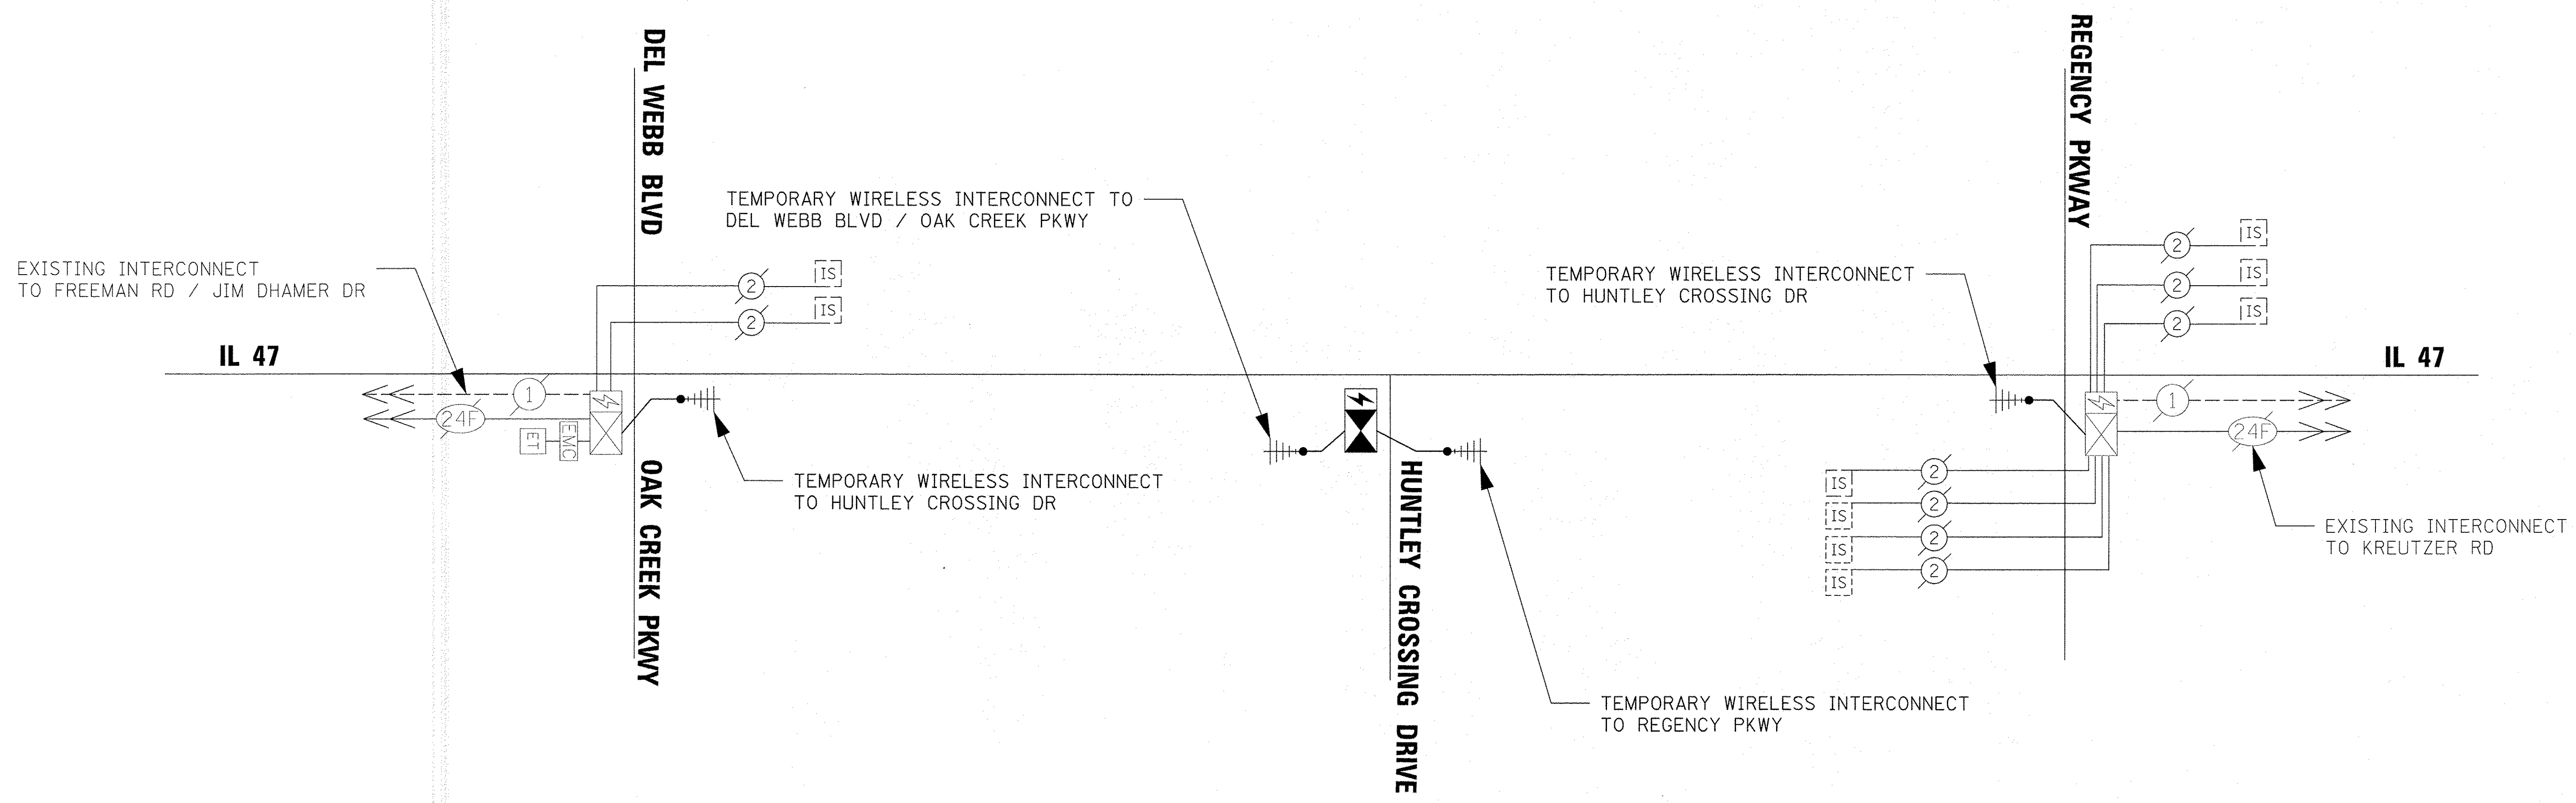 DEL WEBB BLVD
REGENCY PKWAY
TEMPORARY WIRELESS INTERCONNECT TO
DEL WEBB BLVD / OAK CREEK PKWY
EXISTING INTERCONNECT
TO FREEMAN RD / JIM DHAMER DR
TEMPORARY WIRELESS INTERCONNECT
TO HUNTLEY CROSSING DR
2 IS
2 IS
2 IS
2 IS
2 IS
IL 47
IL 47
1
24F
ET
EMC
1
24F
OAK CREEK PKWY
TEMPORARY WIRELESS INTERCONNECT
TO HUNTLEY CROSSING DR
HUNTLEY CROSSING DRIVE
IS 2
IS 2
IS 2
IS 2
EXISTING INTERCONNECT
TO KREUTZER RD
TEMPORARY WIRELESS INTERCONNECT
TO REGENCY PKWY